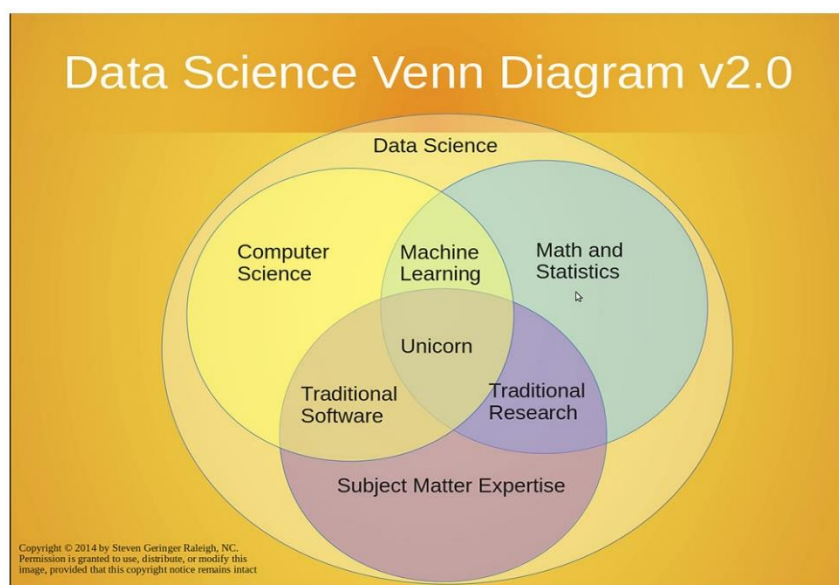 Data Science Venn Diagram v2.0
Data Science
Computer
Science
Machine
Learning
Math and
Statistics
Unicorn
Traditional
Software
Traditional
Research
Subject Matter Expertise
Copyright © 2014 by Steven Geringer Raleigh, NC.
Permission is granted to use, distribute, or modify this
image, provided that this copyright notice remains intact